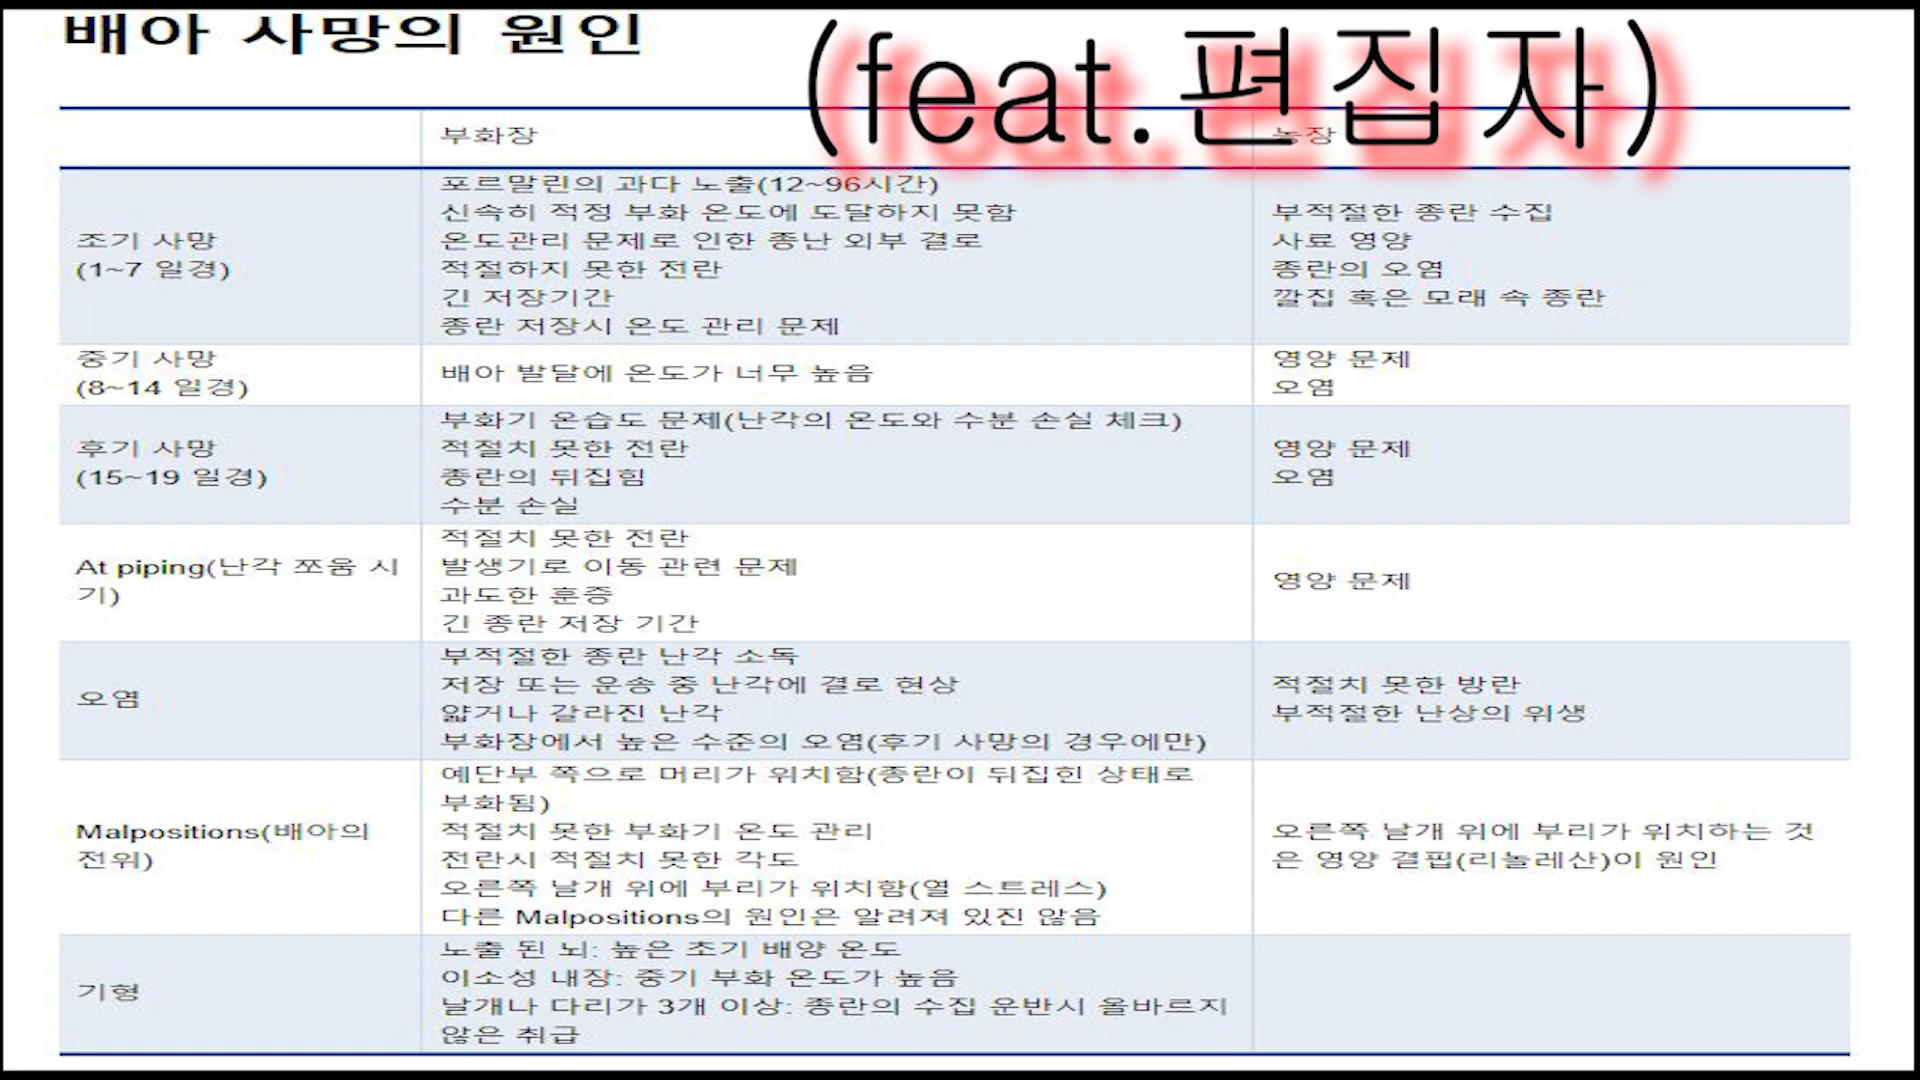 배아 사망의 원인
(feat.편집자)
부화장
농장
조기 사망
(1~7 일경)
포르말린의 과다 노출(12~96시간)
신속히 적정 부화 온도에 도달하지 못함
온도관리 문제로 인한 종난 외부 결로
적절하지 못한 전란
긴 저장기간
종란 저장시 온도 관리 문제
부적절한 종란 수집
사료 영양
종란의 오염
깔집 혹은 모래 속 종란
중기 사망
(8~14 일경)
배아 발달에 온도가 너무 높음
영양 문제
오염
후기 사망
(15~19 일경)
부화기 온습도 문제(난각의 온도와 수분 손실 체크)
적절치 못한 전란
종란의 뒤집힘
수분 손실
영양 문제
오염
At piping(난각 쪼움 시
기)
적절치 못한 전란
발생기로 이동 관련 문제
과도한 훈증
긴 종란 저장 기간
영양 문제
오염
부적절한 종란 난각 소독
저장 또는 운송 중 난각에 결로 현상
얇거나 갈라진 난각
부화장에서 높은 수준의 오염(후기 사망의 경우에만)
적절치 못한 방란
부적절한 난상의 위생
Malpositions(배아의
전위)
예단부 쪽으로 머리가 위치함(종란이 뒤집힌 상태로
부화됨)
적절치 못한 부화기 온도 관리
전란시 적절치 못한 각도
오른쪽 날개 위에 부리가 위치함(열 스트레스)
다른 Malpositions의 원인은 알려져 있진 않음
오른쪽 날개 위에 부리가 위치하는 것
은 영양 결핍(리놀레산)이 원인
기형
노출 된 뇌: 높은 초기 배양 온도
이소성 내장: 중기 부화 온도가 높음
날개나 다리가 3개 이상: 종란의 수집 운반시 올바르지
않은 취급